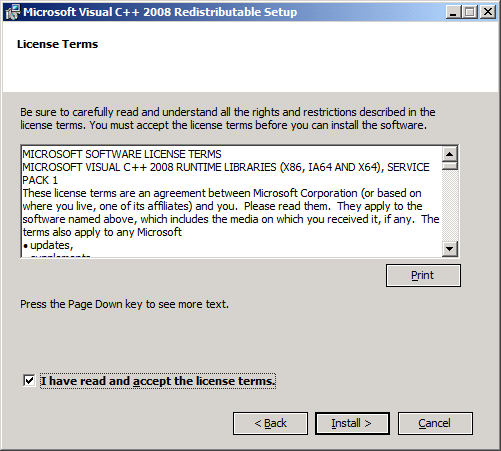 Microsoft Visual C++ 2008 Redistributable Setup
License Terms
Be sure to carefully read and understand all the rights and restrictions described in the
license terms. You must accept the license terms before you can install the software.
MICROSOFT SOFTWARE LICENSE TERMS
MICROSOFT VISUAL C++ 2008 RUNTIME LIBRARIES (X86, IA64 AND X64), SERVICE
PACK 1
These license terms are an agreement between Microsoft Corporation (or based on
where you live, one of its affiliates) and you.  Please read them.  They apply to the
software named above, which includes the media on which you received it, if any.  The
terms also apply to any Microsoft
• updates,
Print
Press the Page Down key to see more text.
I have read and accept the license terms.
< Back
Install >
Cancel